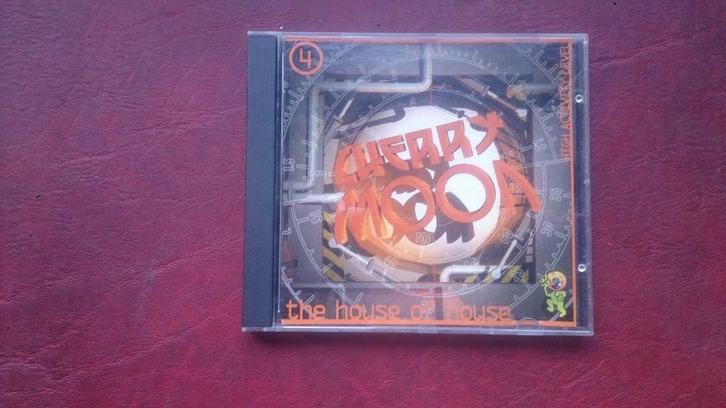 4
HIGH ACTIVITY LEVEL
CHERRY
MOON
the house of house